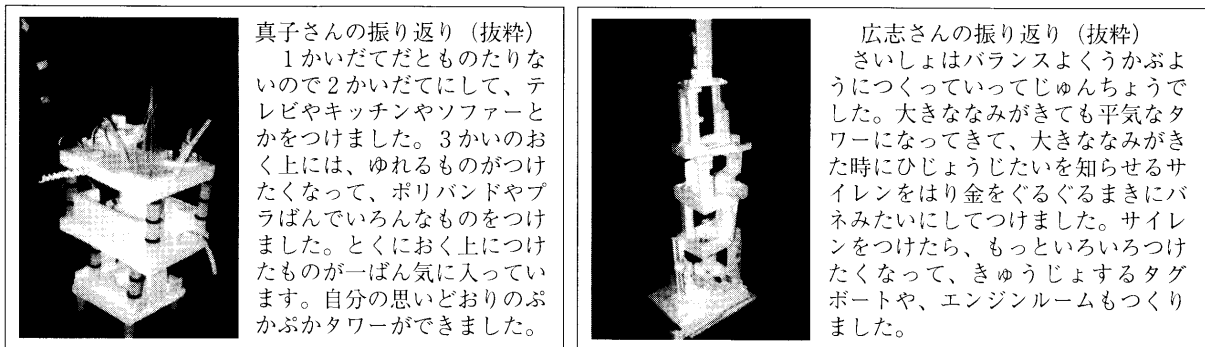 真子さんの振り返り（抜粋）
1かいだてだとものたりな
いので2かいだてにして、テ
レビやキッチンやソファーと
かをつけました。3かいのお
く上には、ゆれるものがつけ
たくなって、ポリバンドやプ
ラばんでいろんなものをつけ
ました。とくにおく上につけ
たものが一ばん気に入ってい
ます。自分の思いどおりのぷ
かぷかタワーができました。
広志さんの振り返り（抜粋）
さいしょはバランスよくうかぶよ
うにつくっていってじゅんちょうで
した。大きななみがきても平気なタ
ワーになってきて、大きななみがき
た時にひじょうじたいを知らせるサ
イレンをはり金をぐるぐるまきにバ
ネみたいにしてつけました。サイレ
ンをつけたら、もっといろいろつけ
たくなって、きゅうじょするタグ
ボートや、エンジンルームもつくり
ました。